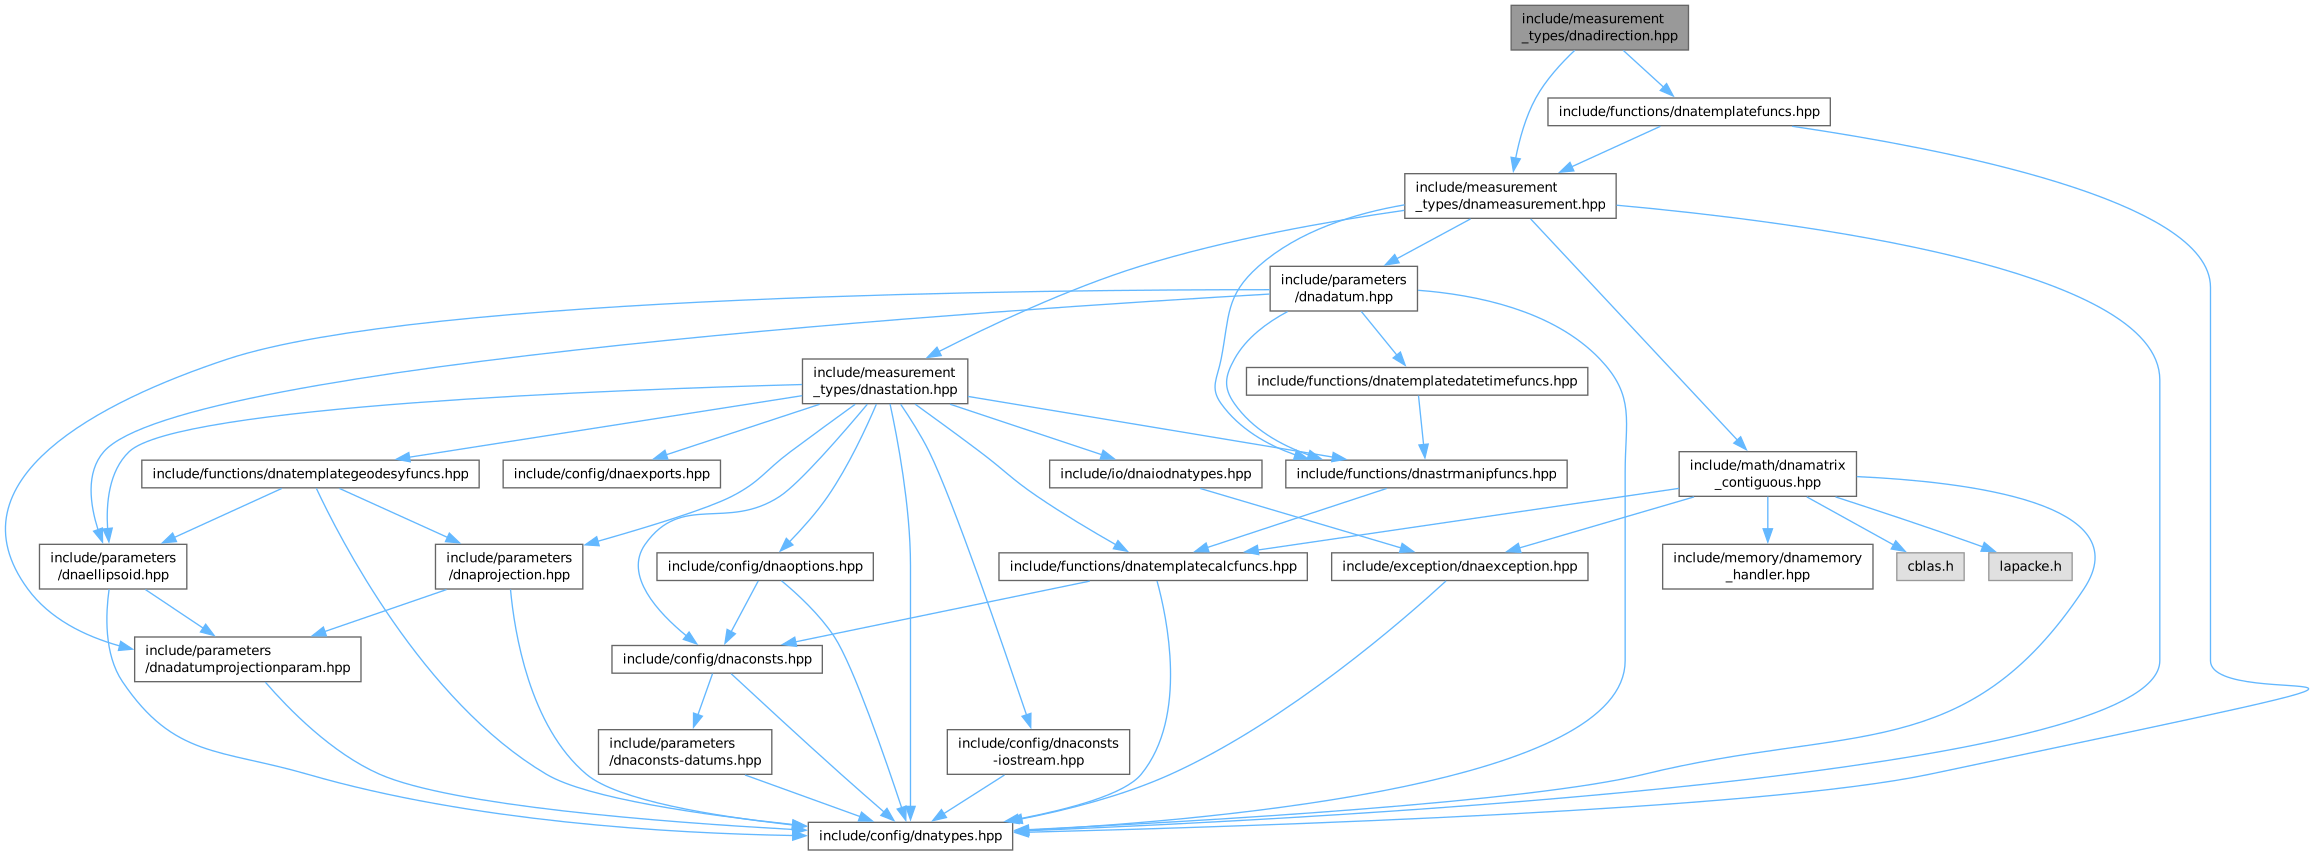 include/measurement
_types/dnadirection.hpp
include/functions/dnatemplatefuncs.hpp
include/measurement
_types/dnameasurement.hpp
include/parameters
/dnadatum.hpp
include/measurement
_types/dnastation.hpp
include/functions/dnatemplatedatetimefuncs.hpp
include/functions/dnatemplategeodesyfuncs.hpp
include/config/dnaexports.hpp
include/io/dnaiodnatypes.hpp
include/functions/dnastrmanipfuncs.hpp
include/math/dnamatrix
_contiguous.hpp
include/parameters
/dnaellipsoid.hpp
include/parameters
/dnaprojection.hpp
include/config/dnaoptions.hpp
include/functions/dnatemplatecalcfuncs.hpp
include/exception/dnaexception.hpp
include/memory/dnamemory
_handler.hpp
cblas.h
lapacke.h
include/parameters
/dnadatumprojectionparam.hpp
include/config/dnaconsts.hpp
include/parameters
/dnaconsts-datums.hpp
include/config/dnaconsts
-iostream.hpp
include/config/dnatypes.hpp